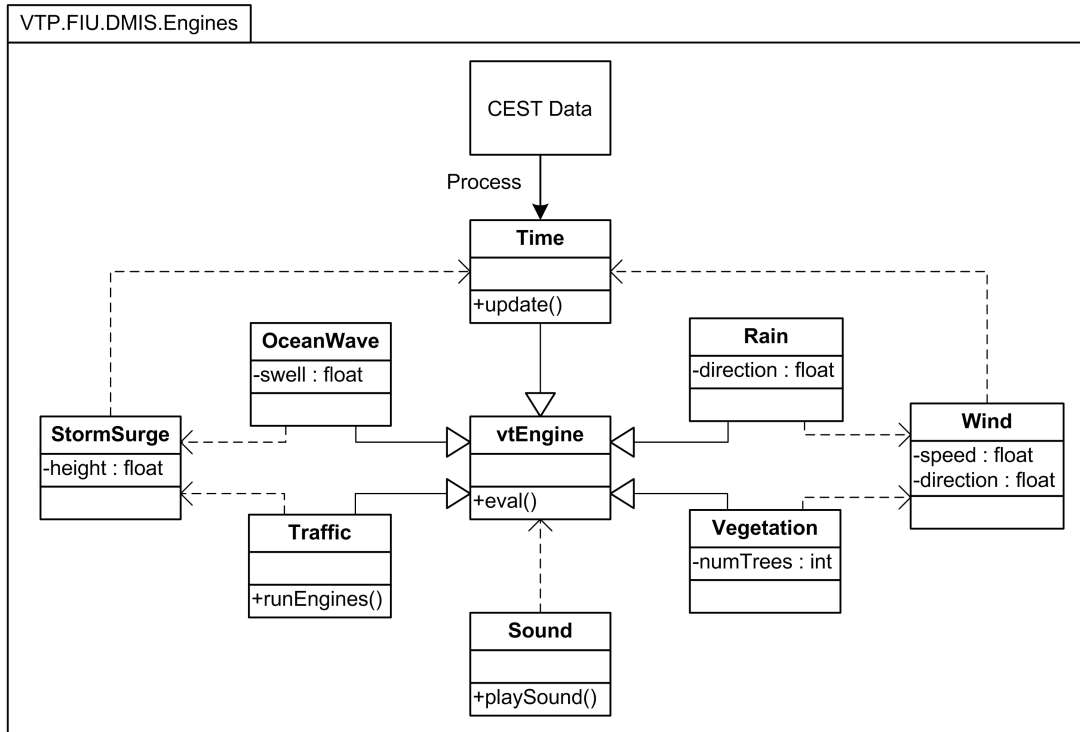 VTP.FIU.DMIS.Engines
CEST Data
Process
Time
+update()
OceanWave
-swell : float
Rain
-direction : float
StormSurge
-height : float
vtEngine
+eval()
Wind
-speed : float
-direction : float
Traffic
+runEngines()
Vegetation
-numTrees : int
Sound
+playSound()